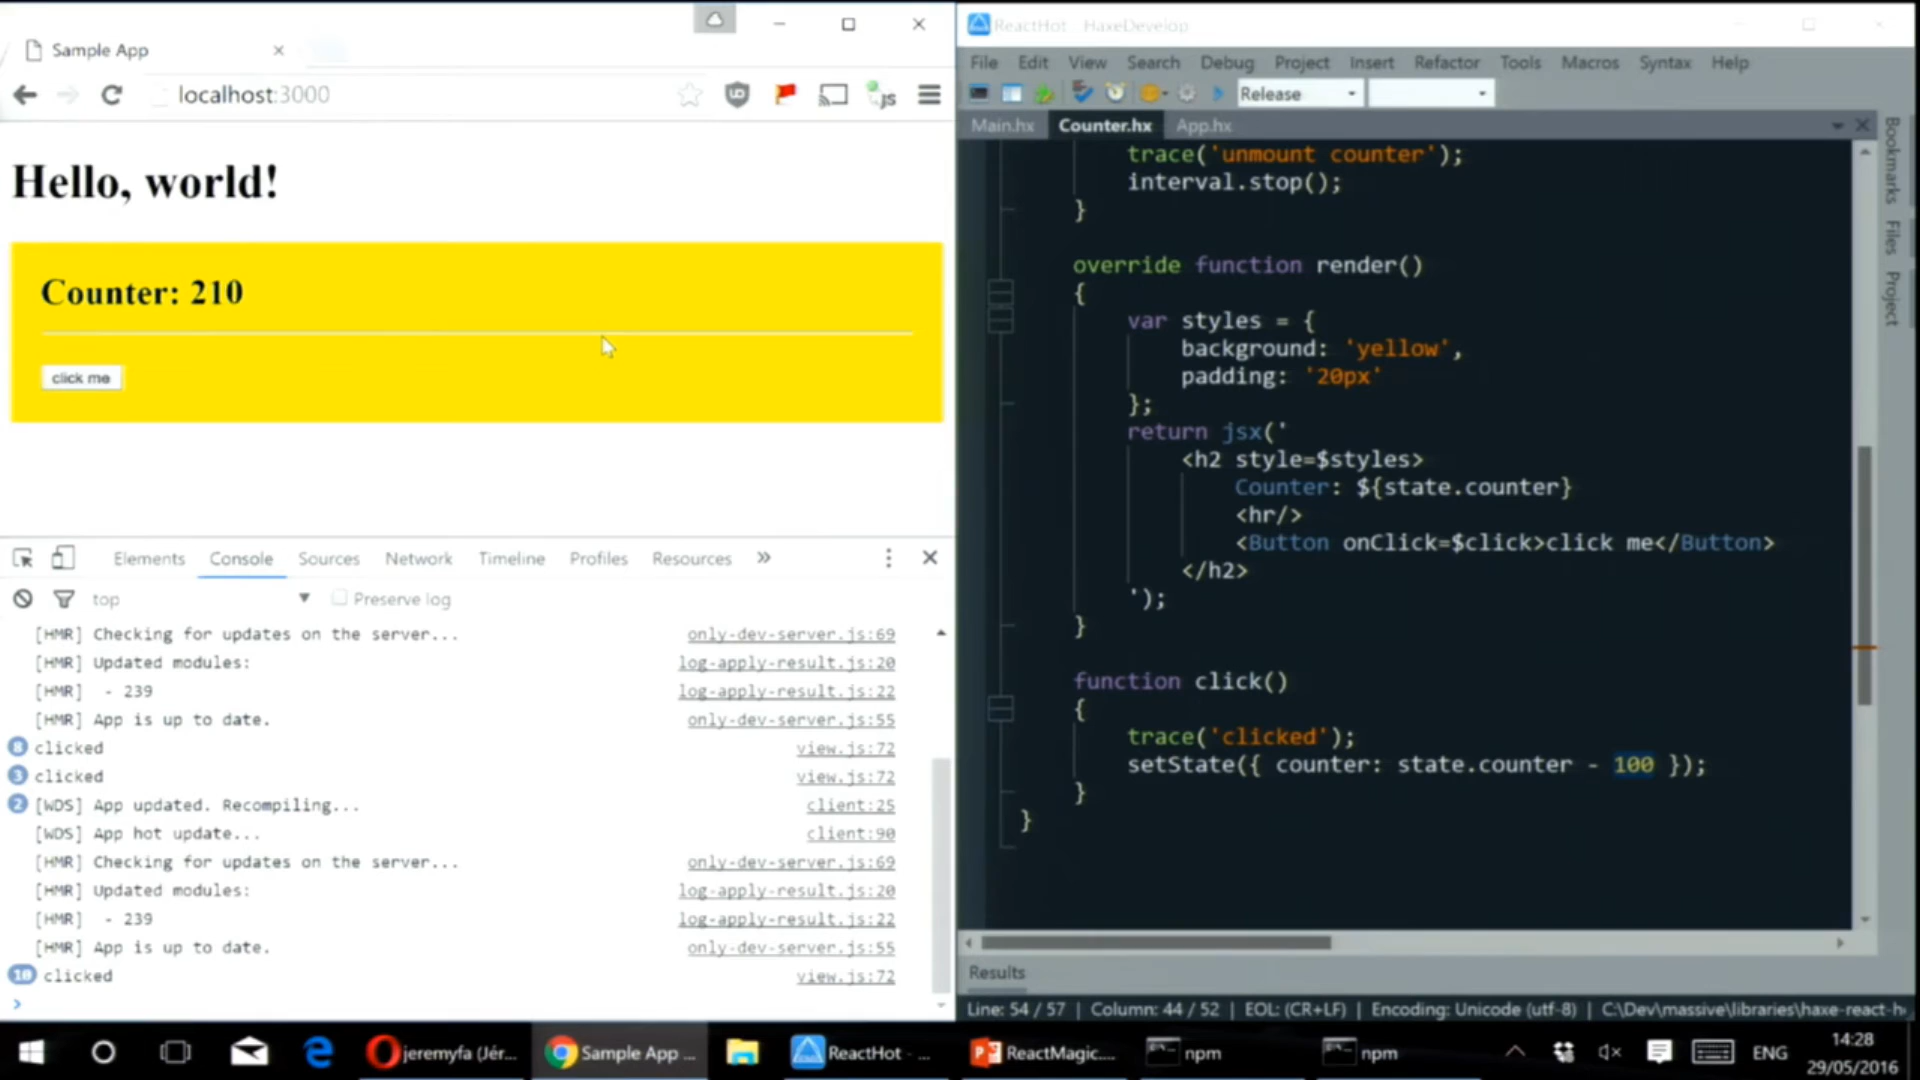 Sample App
localhost:3000
Hello, world!
Counter: 210
click me
Elements Console Sources Network Timeline Profiles Resources »
top Preserve log
[HMR] Checking for updates on the server... only-dev-server.js:69
[HMR] Updated modules: log-apply-result.js:20
[HMR] - 239 log-apply-result.js:22
[HMR] App is up to date. only-dev-server.js:55
8 clicked view.js:72
3 clicked view.js:72
2 [WDS] App updated. Recompiling... client:25
[WDS] App hot update... client:90
[HMR] Checking for updates on the server... only-dev-server.js:69
[HMR] Updated modules: log-apply-result.js:20
[HMR] - 239 log-apply-result.js:22
[HMR] App is up to date. only-dev-server.js:55
10 clicked view.js:72
>
ReactHot - HaxeDevelop
File Edit View Search Debug Project Insert Refactor Tools Macros Syntax Help
Release
Main.hx Counter.hx App.hx
trace('unmount counter');
interval.stop();
}
override function render()
{
var styles = {
background: 'yellow',
padding: '20px'
};
return jsx('
<h2 style=$styles>
Counter: ${state.counter}
<hr/>
<Button onClick=$click>click me</Button>
</h2>
');
}
function click()
{
trace('clicked');
setState({ counter: state.counter - 100 });
}
}
Bookmarks
Files
Project
Results
Line: 54 / 57 | Column: 44 / 52 | EOL: (CR+LF) | Encoding: Unicode (utf-8) | C:\Dev\massive\libraries\haxe-react-h
jeremyfa (Jér... Sample App ... ReactHot - ... ReactMagic.... npm npm ENG 14:28
29/05/2016